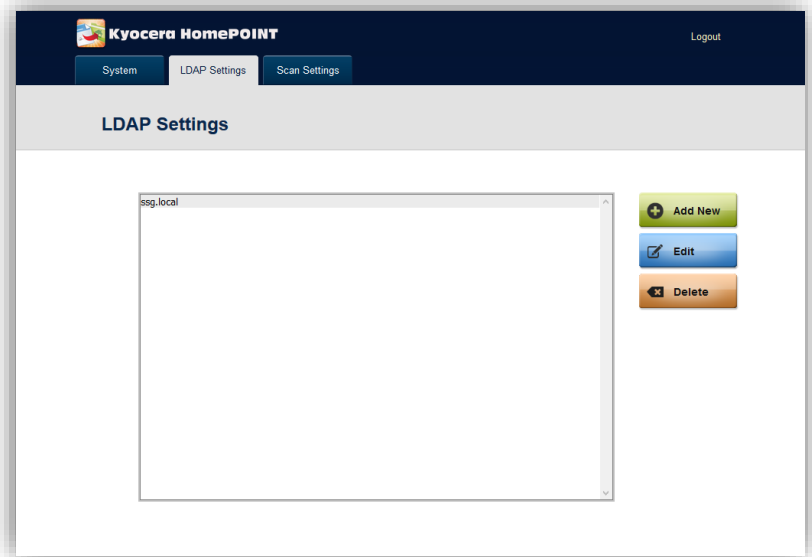 Kyocera HomePOINT
Logout
System LDAP Settings Scan Settings
LDAP Settings
ssg.local
Add New
Edit
Delete